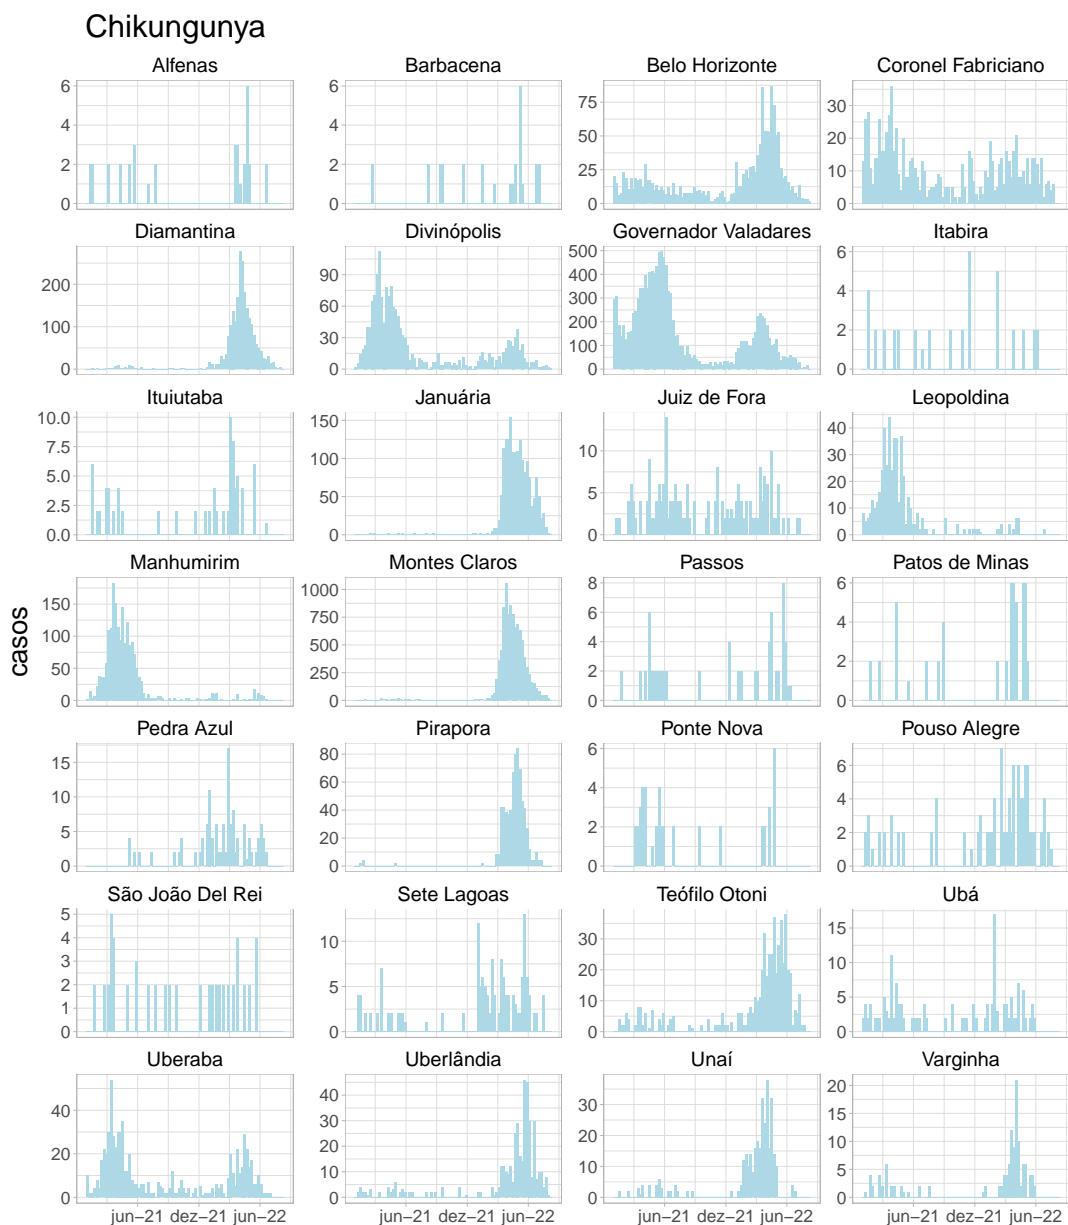 Chikungunya
Alfenas Barbacena Belo Horizonte Coronel Fabriciano
6 4 2 0 6 4 2 0 75 50 25 0 30 20 10 0
Diamantina Divinópolis Governador Valadares Itabira
200 100 0 90 60 30 0 500 400 300 200 100 0 6 4 2 0
Ituiutaba Januária Juiz de Fora Leopoldina
10.0 7.5 5.0 2.5 0.0 150 100 50 0 10 5 0 40 30 20 10 0
Manhumirim Montes Claros Passos Patos de Minas
150 100 50 0 1000 750 500 250 0 8 6 4 2 0 6 4 2 0
casos
Pedra Azul Pirapora Ponte Nova Pouso Alegre
15 10 5 0 80 60 40 20 0 6 4 2 0 6 4 2 0
São João Del Rei Sete Lagoas Teófilo Otoni Ubá
5 4 3 2 1 0 10 5 0 30 20 10 0 15 10 5 0
Uberaba Uberlândia Unaí Varginha
40 20 0 40 30 20 10 0 30 20 10 0 20 15 10 5 0
jun–21 dez–21 jun–22 jun–21 dez–21 jun–22 jun–21 dez–21 jun–22 jun–21 dez–21 jun–22